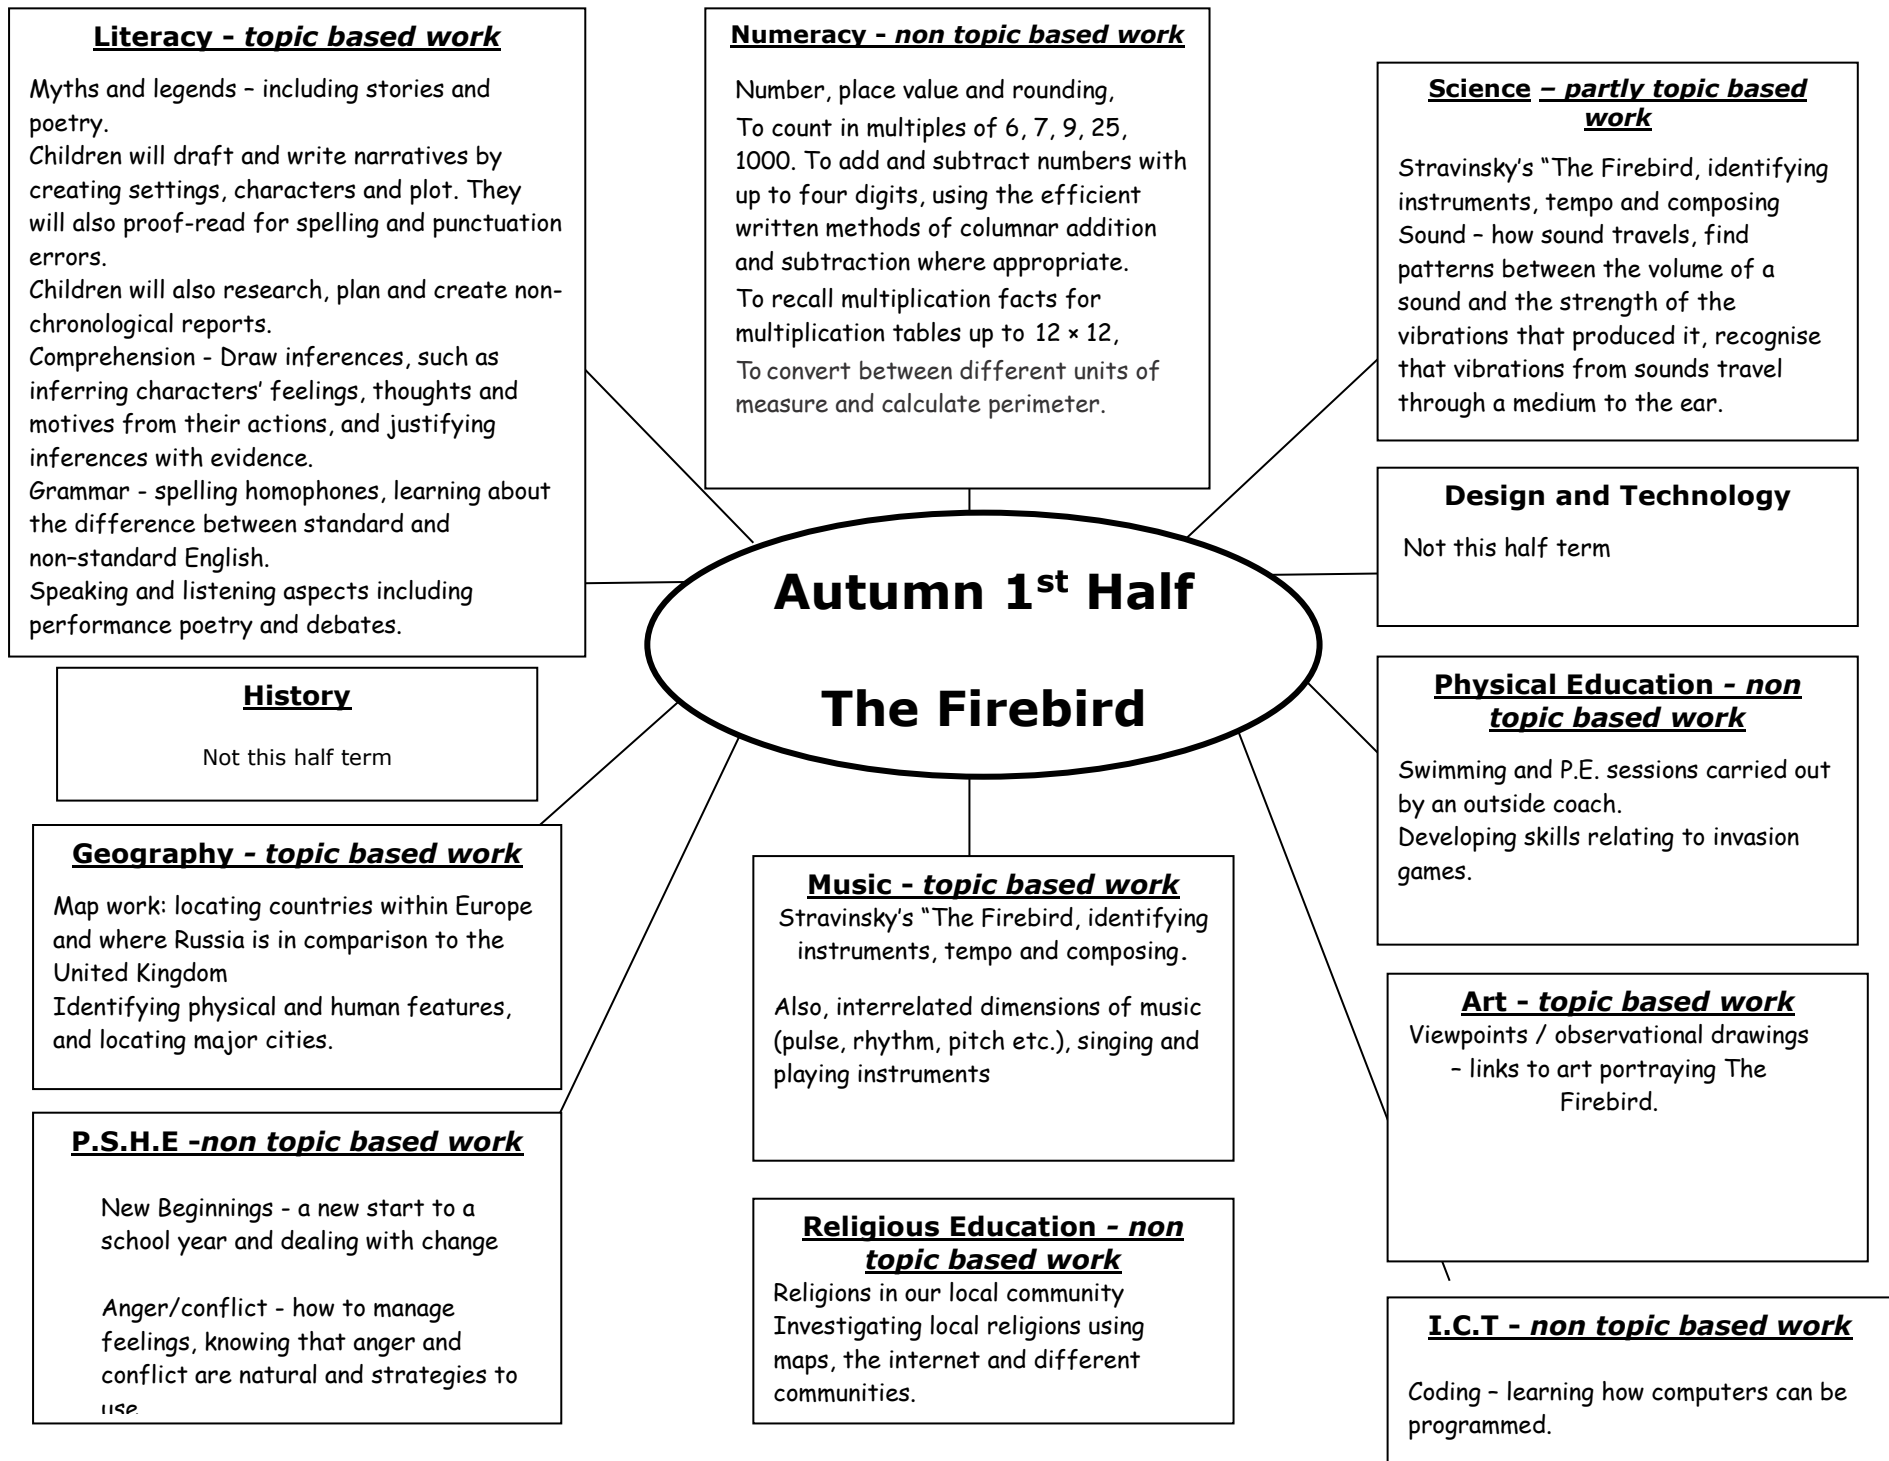 Literacy - topic based work
Myths and legends – including stories and
poetry.
Children will draft and write narratives by
creating settings, characters and plot. They
will also proof-read for spelling and punctuation
errors.
Children will also research, plan and create non-
chronological reports.
Comprehension - Draw inferences, such as
inferring characters’ feelings, thoughts and
motives from their actions, and justifying
inferences with evidence.
Grammar - spelling homophones, learning about
the difference between standard and
non–standard English.
Speaking and listening aspects including
performance poetry and debates.
Numeracy - non topic based work
Number, place value and rounding,
To count in multiples of 6, 7, 9, 25,
1000. To add and subtract numbers with
up to four digits, using the efficient
written methods of columnar addition
and subtraction where appropriate.
To recall multiplication facts for
multiplication tables up to 12 × 12,
To convert between different units of
measure and calculate perimeter.
Science – partly topic based
work
Stravinsky’s “The Firebird, identifying
instruments, tempo and composing
Sound – how sound travels, find
patterns between the volume of a
sound and the strength of the
vibrations that produced it, recognise
that vibrations from sounds travel
through a medium to the ear.
Design and Technology
Not this half term
Autumn 1st Half
The Firebird
History
Not this half term
Physical Education – non
topic based work
Swimming and P.E. sessions carried out
by an outside coach.
Developing skills relating to invasion
games.
Geography – topic based work
Map work: locating countries within Europe
and where Russia is in comparison to the
United Kingdom
Identifying physical and human features,
and locating major cities.
Music - topic based work
Stravinsky’s “The Firebird, identifying
instruments, tempo and composing.
Also, interrelated dimensions of music
(pulse, rhythm, pitch etc.), singing and
playing instruments
Art - topic based work
Viewpoints / observational drawings
– links to art portraying The
Firebird.
P.S.H.E -non topic based work
New Beginnings - a new start to a
school year and dealing with change
Anger/conflict - how to manage
feelings, knowing that anger and
conflict are natural and strategies to
use
Religious Education – non
topic based work
Religions in our local community
Investigating local religions using
maps, the internet and different
communities.
I.C.T - non topic based work
Coding – learning how computers can be
programmed.